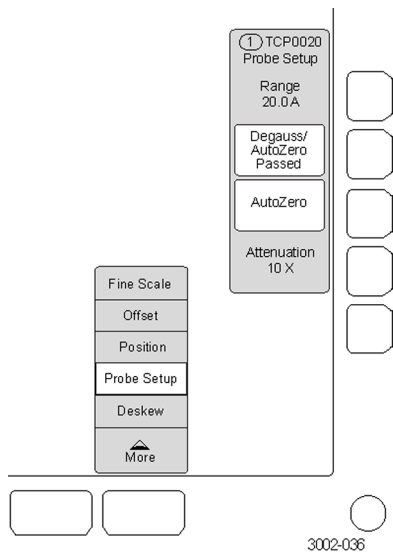 1 TCP0020
Probe Setup
Range
20.0 A
Degauss/
AutoZero
Passed
AutoZero
Attenuation
10 X
Fine Scale
Offset
Position
Probe Setup
Deskew
More
3002-036